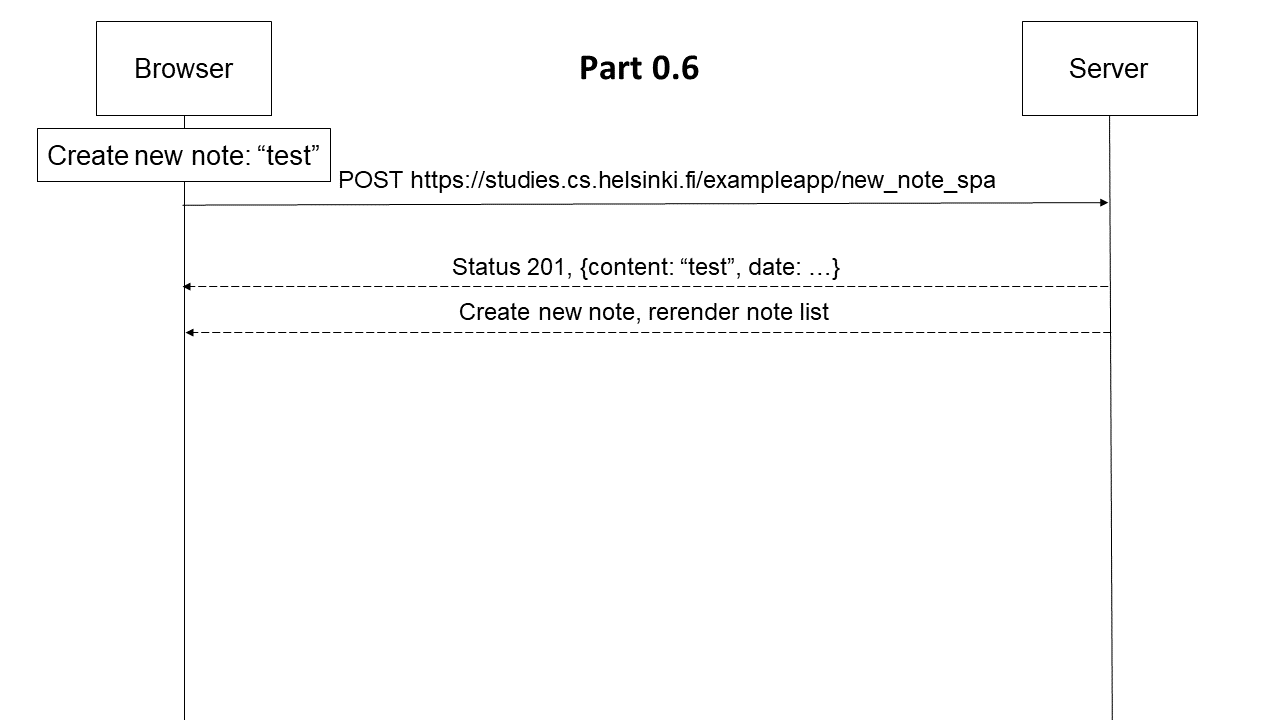 Browser
Part 0.6
Server
Create new note: “test”
POST https://studies.cs.helsinki.fi/exampleapp/new_note_spa
Status 201, {content: “test”, date: …}
Create new note, rerender note list